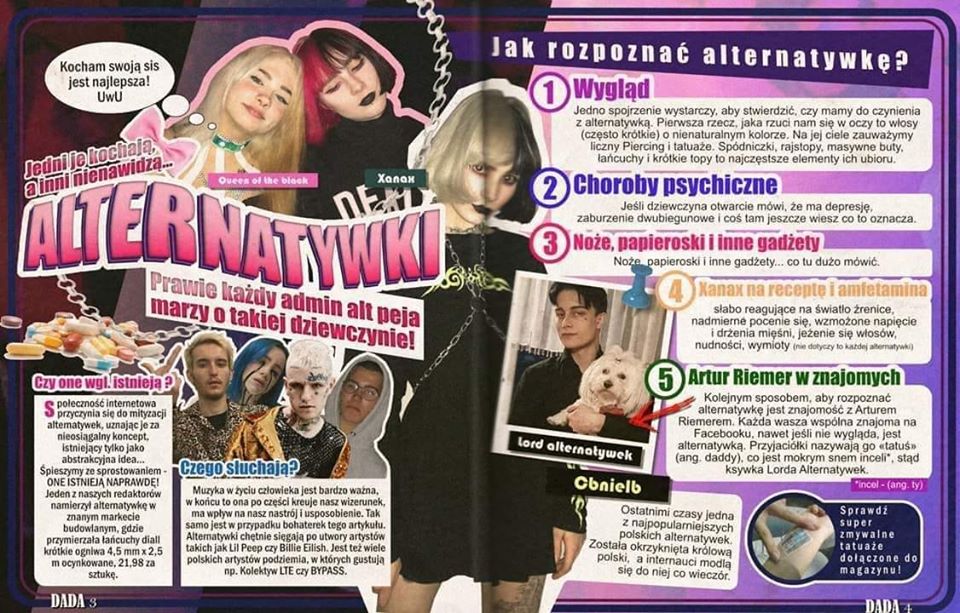 Kocham swoją sis
jest najlepsza!
UwU
Queen of the black
Xanax
Jedni je kochają,
a inni nienawidzą...
ALTERNATYWKI
Prawie każdy admin alt peja
marzy o takiej dziewczynie!
Czy one wgl. istnieją ?
Społeczność internetowa
przyczynia się do mityzacji
alternatywek, uznając je za
nieosiągalny koncept,
istniejący tylko jako
abstrakcyjna idea...
Śpieszymy ze sprostowaniem -
ONE ISTNIEJĄ NAPRAWDĘ!
Jeden z naszych redaktorów
namierzył alternatywkę w
znanym markecie
budowlanym, gdzie
przymierzała łańcuchy diall
krótkie ogniwa 4,5 mm x 2,5
m ocynkowane, 21,98 za
sztukę.
Czego słuchają?
Muzyka w życiu człowieka jest bardzo ważna,
w końcu to ona po części kreuje nasz wizerunek,
ma wpływ na nasz nastrój i usposobienie. Tak
samo jest w przypadku bohaterek tego artykułu.
Alternatywki chętnie sięgają po utwory artystów
takich jak Lil Peep czy Billie Eilish. Jest też wiele
polskich artystów podziemia, w których gustują
np. Kolektyw LTE czy BYPASS.
DADA 3
Jak rozpoznać alternatywkę?
1 Wygląd
Jedno spojrzenie wystarczy, aby stwierdzić, czy mamy do czynienia
z alternatywką. Pierwsza rzecz, jaka rzuci nam się w oczy to włosy
(często krótkie) o nienaturalnym kolorze. Na jej ciele zauważymy
liczny Piercing i tatuaże. Spódniczki, rajstopy, masywne buty,
łańcuchy i krótkie topy to najczęstsze elementy ich ubioru.
2 Choroby psychiczne
Jeśli dziewczyna otwarcie mówi, że ma depresję,
zaburzenie dwubiegunowe i coś tam jeszcze wiesz co to oznacza.
3 Noże, papieroski i inne gadżety
Noże, papieroski i inne gadżety... co tu dużo mówić.
4 Xanax na receptę i amfetamina
słabo reagujące na światło źrenice,
nadmierne pocenie się, wzmożone napięcie
i drżenia mięśni, jeżenie się włosów,
nudności, wymioty (nie dotyczy to każdej alternatywki)
5 Artur Riemer w znajomych
Kolejnym sposobem, aby rozpoznać
alternatywkę jest znajomość z Arturem
Riemerem. Każda wasza wspólna znajoma na
Facebooku, nawet jeśli nie wygląda, jest
alternatywką. Przyjaciółki nazywają go «tatuś»
(ang. daddy), co jest mokrym snem inceli*, stąd
ksywka Lorda Alternatywek.
*incel - (ang. ty)
Lord alternatywek
Cbnielb
Ostatnimi czasy jedna
z najpopularniejszych
polskich alternatywek.
Została okrzyknięta królową
polski, a internauci modlą
się do niej co wieczór.
Sprawdź
super
zmywalne
tatuaże
dołączone do
magazynu!
DADA 4